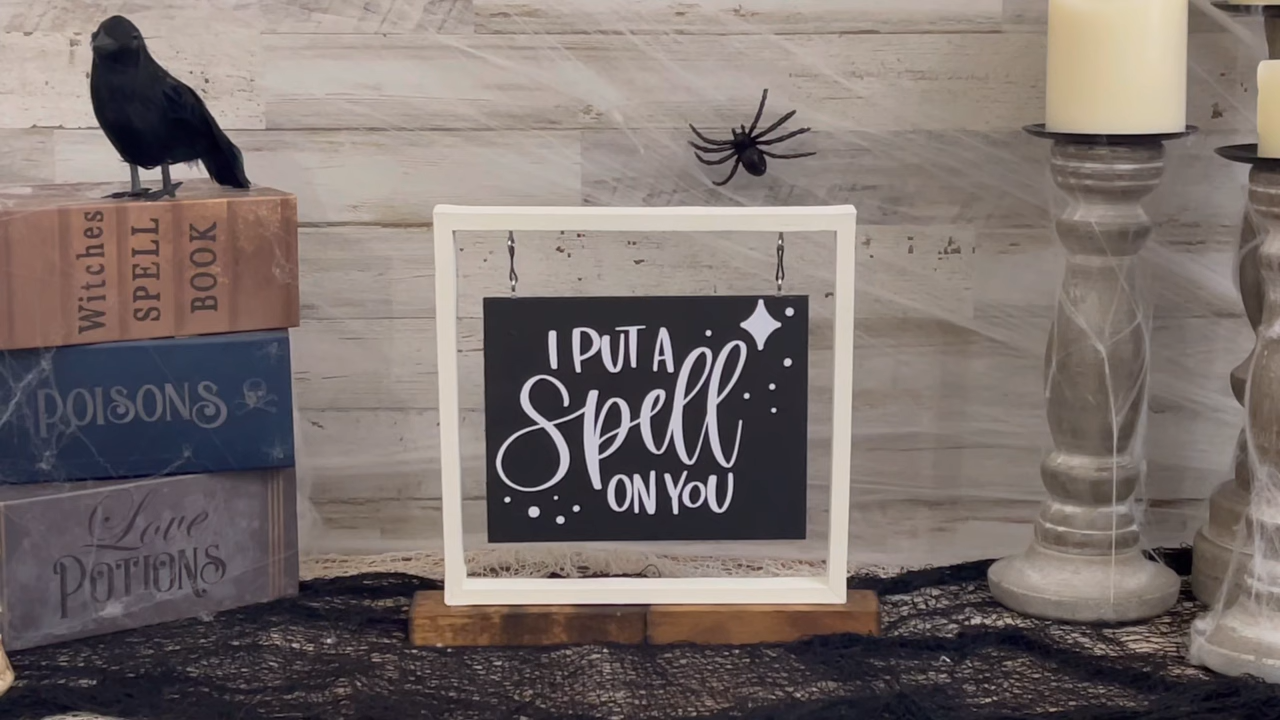 Witches
SPELL
BOOK
POISONS
Love
POTIONS
I PUT A
Spell
ON YOU